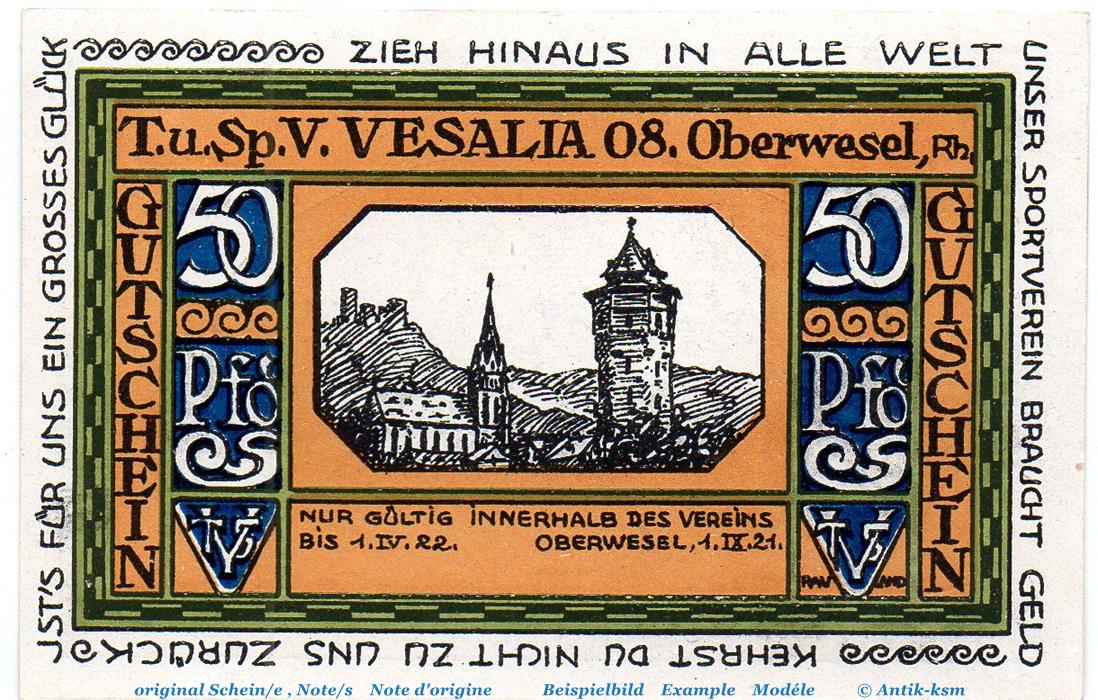 ZIEH HINAUS IN ALLE WELT
UNSER SPORTVEREIN BRAUCHT GELD
KEHRST DU NICHT ZU UNS ZURÜCK
IST'S FÜR UNS EIN GROSSES GLÜCK
T.u.Sp.V. VESALIA 08. Oberwesel, Rh.
GUTSCHEIN
50
Pfg
50
Pfg
GUTSCHEIN
NUR GÜLTIG INNERHALB DES VEREINS
BIS 1.IV.22. OBERWESEL, 1.IX.21.
original Schein/e , Note/s Note d'origine Beispielbild Example Modéle © Antik-ksm